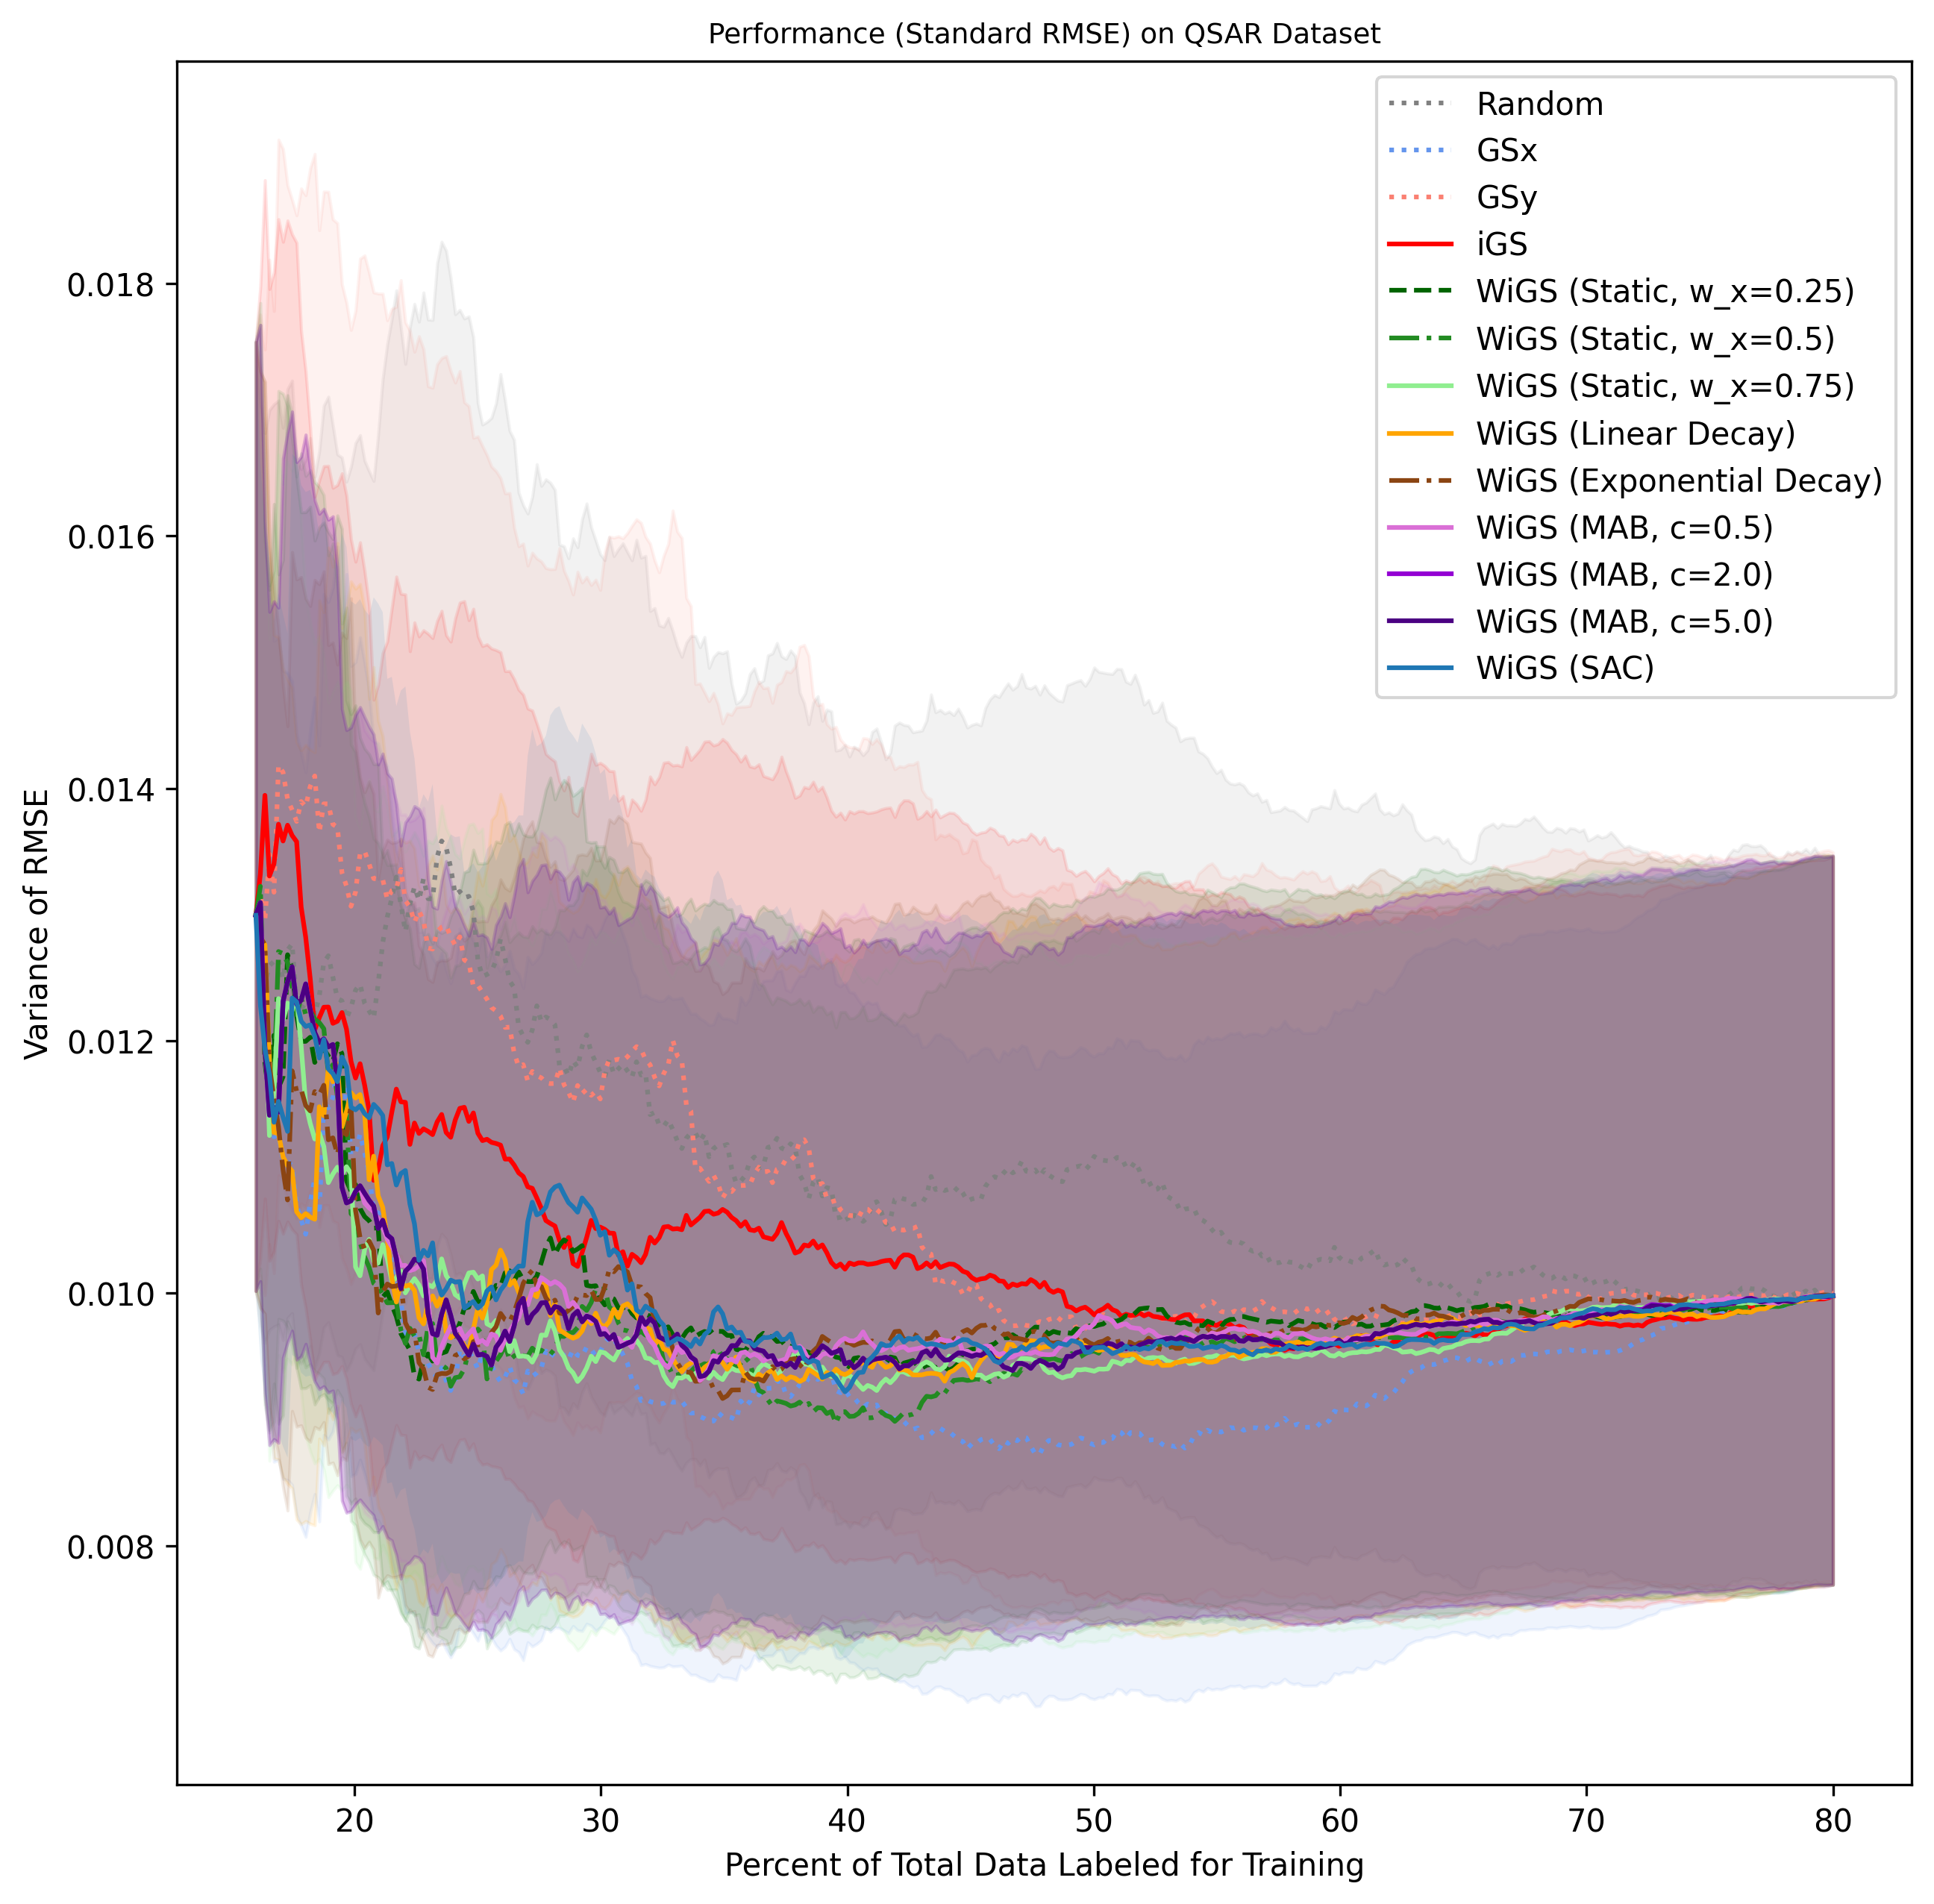 Performance (Standard RMSE) on QSAR Dataset
Random
GSx
GSy
iGS
WiGS (Static, w_x=0.25)
WiGS (Static, w_x=0.5)
WiGS (Static, w_x=0.75)
WiGS (Linear Decay)
WiGS (Exponential Decay)
WiGS (MAB, c=0.5)
WiGS (MAB, c=2.0)
WiGS (MAB, c=5.0)
WiGS (SAC)
Variance of RMSE
0.018
0.016
0.014
0.012
0.010
0.008
20 30 40 50 60 70 80
Percent of Total Data Labeled for Training